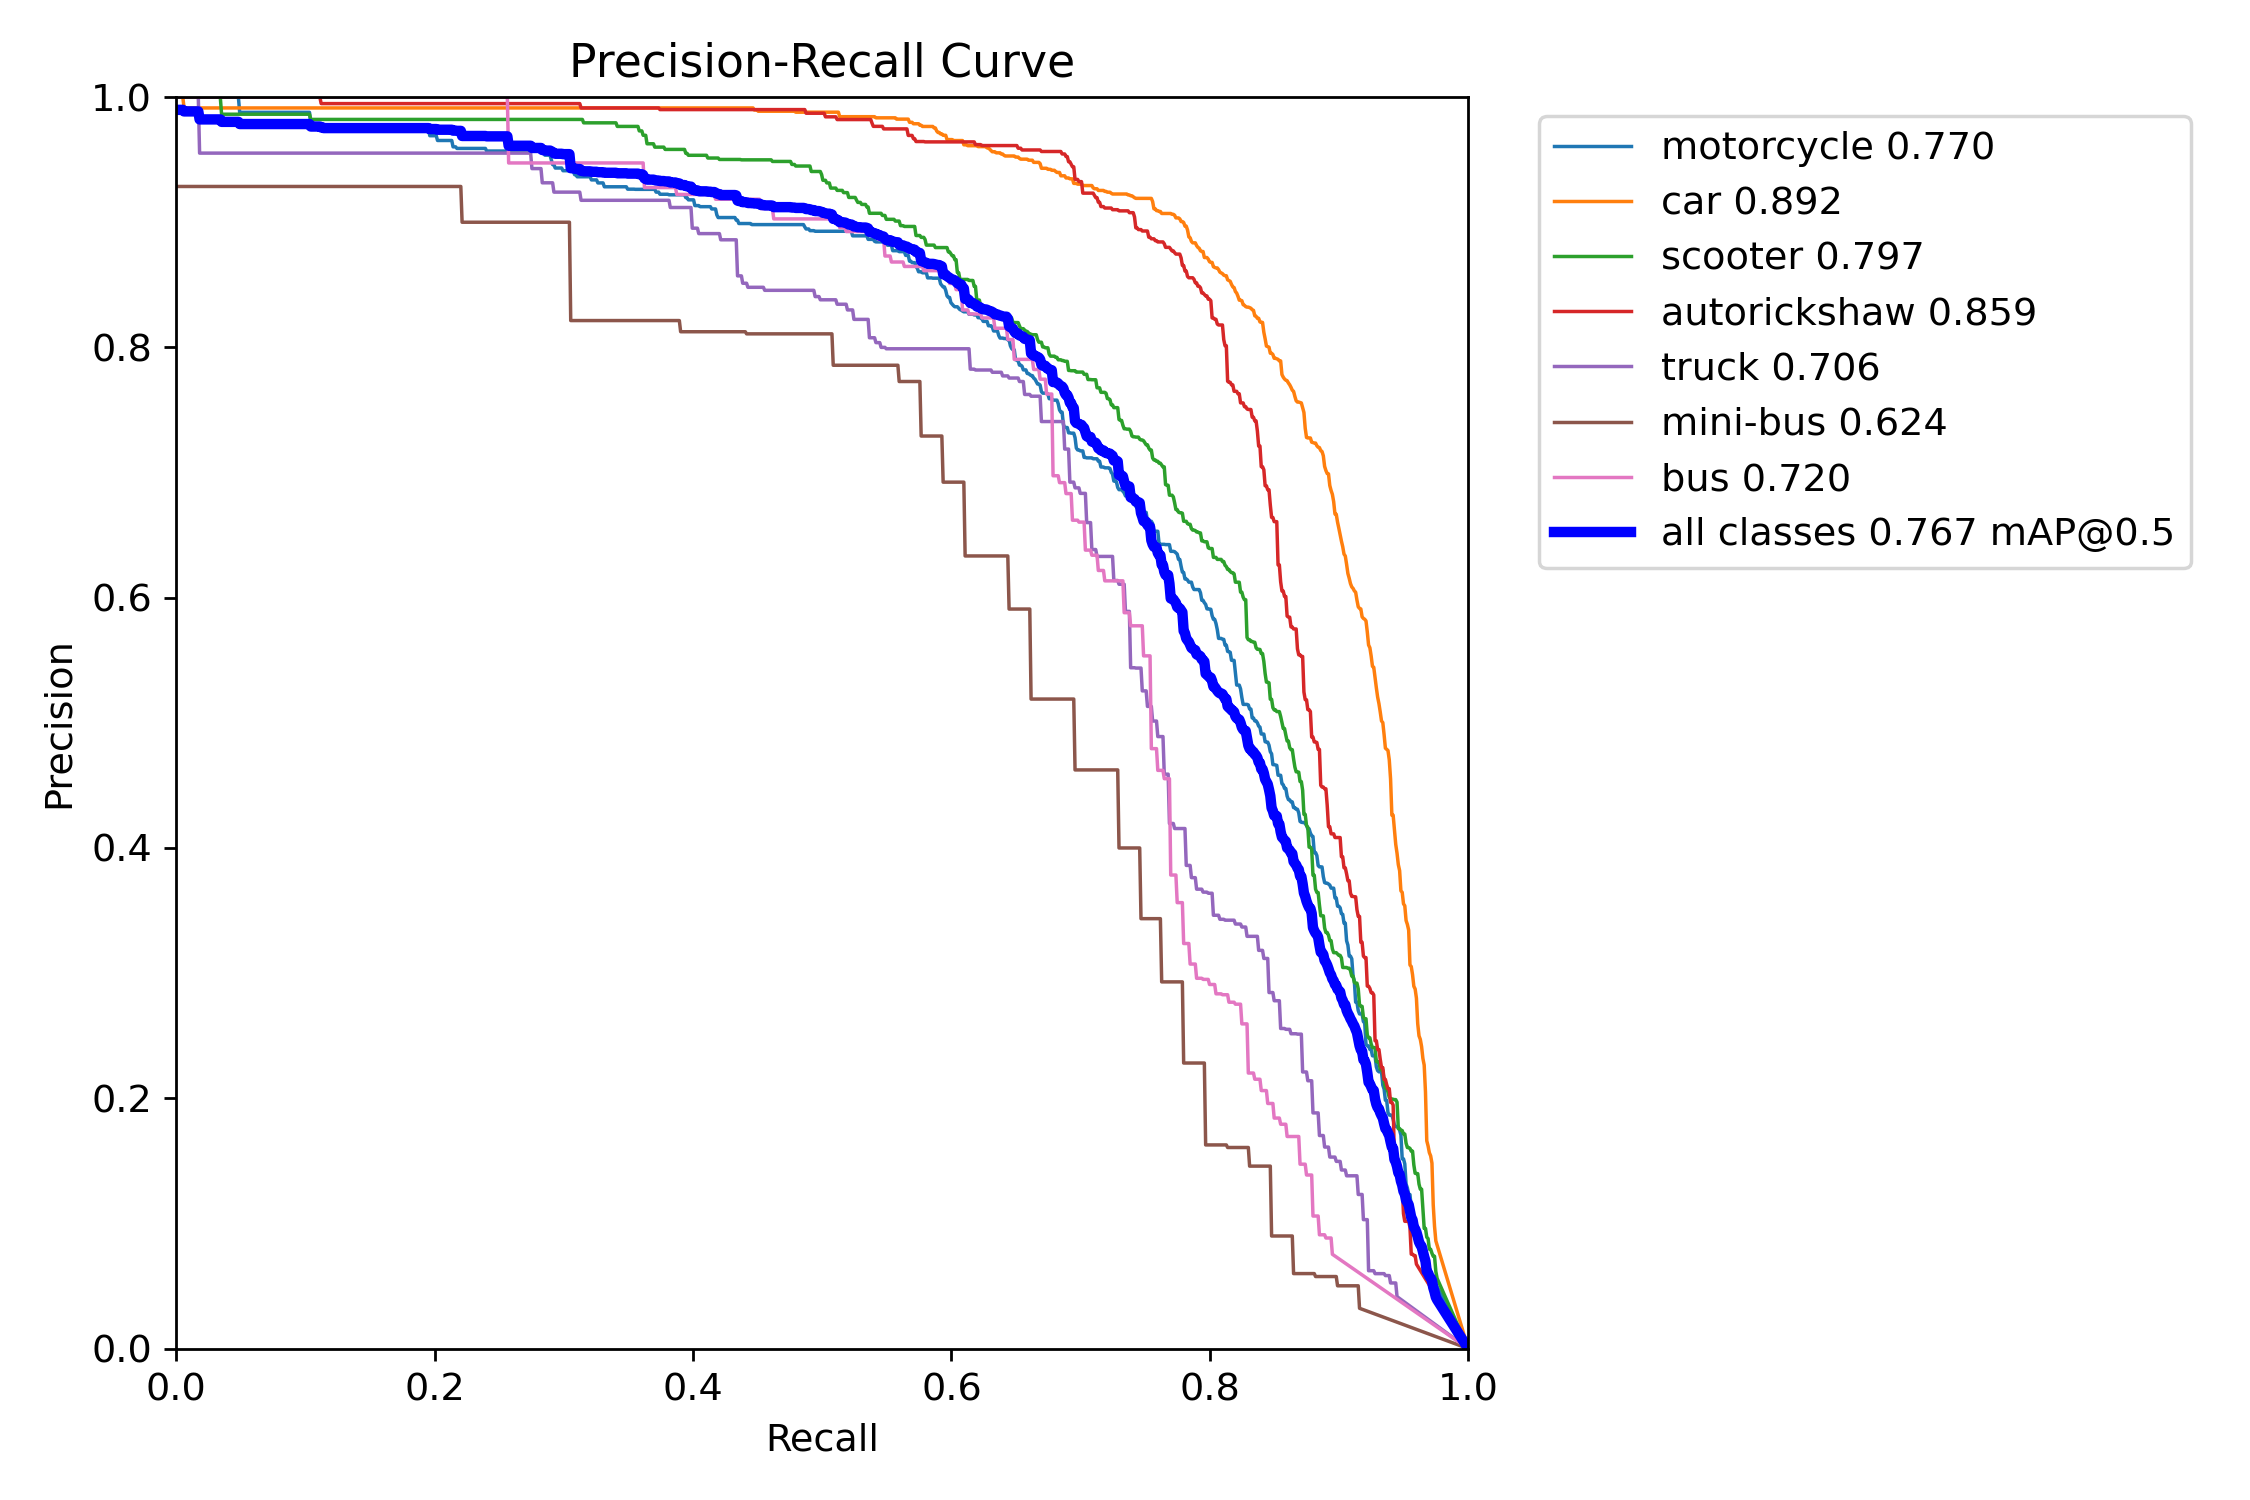 Precision-Recall Curve
1.0
0.8
0.6
0.4
0.2
0.0
Precision
0.0 0.2 0.4 0.6 0.8 1.0
Recall
motorcycle 0.770
car 0.892
scooter 0.797
autorickshaw 0.859
truck 0.706
mini-bus 0.624
bus 0.720
all classes 0.767 mAP@0.5